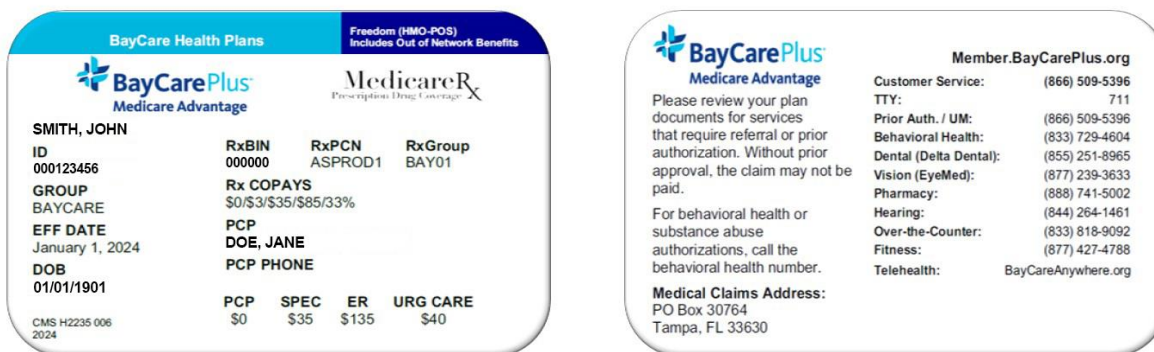 BayCare Health Plans
Freedom (HMO-POS)
Includes Out of Network Benefits
BayCarePlus
Medicare Advantage
MedicareRx
Prescription Drug Coverage
SMITH, JOHN
ID
000123456
GROUP
BAYCARE
EFF DATE
January 1, 2024
DOB
01/01/1901
CMS H2235 006
2024
RxBIN RxPCN RxGroup
000000 ASPROD1 BAY01
Rx COPAYS
$0/$3/$35/$85/33%
PCP
DOE, JANE
PCP PHONE
PCP SPEC ER URG CARE
$0 $35 $135 $40
BayCarePlus
Medicare Advantage
Please review your plan
documents for services
that require referral or prior
authorization. Without prior
approval, the claim may not be
paid.
For behavioral health or
substance abuse
authorizations, call the
behavioral health number.
Medical Claims Address:
PO Box 30764
Tampa, FL 33630
Member.BayCarePlus.org
Customer Service: (866) 509-5396
TTY: 711
Prior Auth. / UM: (866) 509-5396
Behavioral Health: (833) 729-4604
Dental (Delta Dental): (855) 251-8965
Vision (EyeMed): (877) 239-3633
Pharmacy: (888) 741-5002
Hearing: (844) 264-1461
Over-the-Counter: (833) 818-9092
Fitness: (877) 427-4788
Telehealth: BayCareAnywhere.org